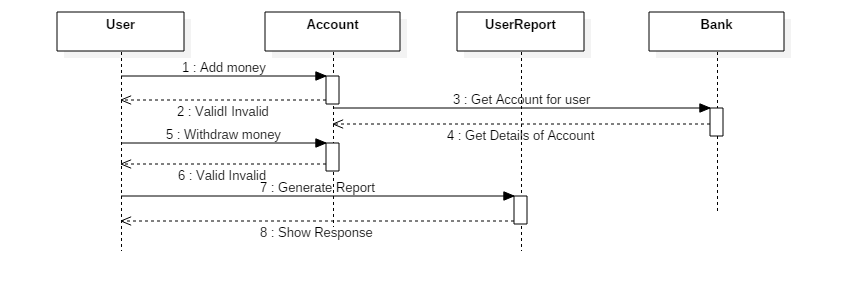 User
Account
UserReport
Bank
1 : Add money
2 : ValidI Invalid
3 : Get Account for user
4 : Get Details of Account
5 : Withdraw money
6 : Valid Invalid
7 : Generate Report
8 : Show Response